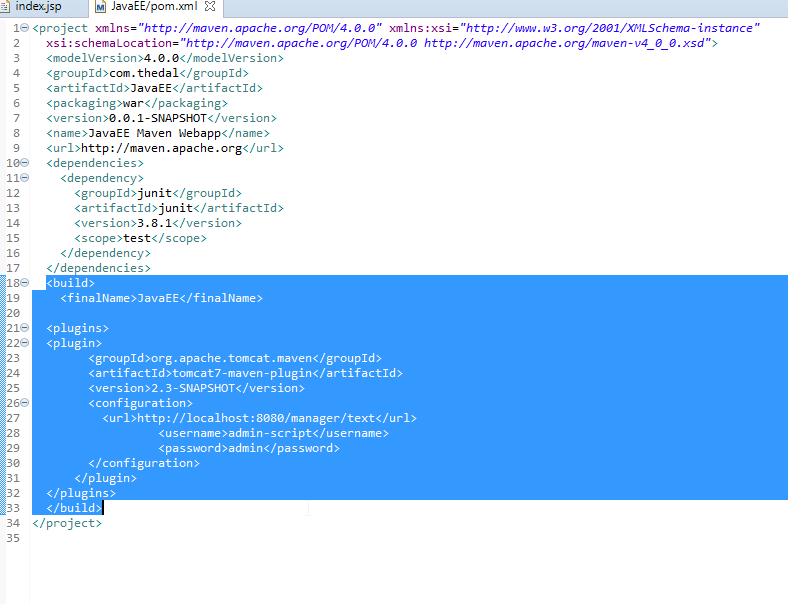 index.jsp JavaEE/pom.xml
1 <project xmlns="http://maven.apache.org/POM/4.0.0" xmlns:xsi="http://www.w3.org/2001/XMLSchema-instance"
2 xsi:schemaLocation="http://maven.apache.org/POM/4.0.0 http://maven.apache.org/maven-v4_0_0.xsd">
3 <modelVersion>4.0.0</modelVersion>
4 <groupId>com.thedal</groupId>
5 <artifactId>JavaEE</artifactId>
6 <packaging>war</packaging>
7 <version>0.0.1-SNAPSHOT</version>
8 <name>JavaEE Maven Webapp</name>
9 <url>http://maven.apache.org</url>
10 <dependencies>
11 <dependency>
12 <groupId>junit</groupId>
13 <artifactId>junit</artifactId>
14 <version>3.8.1</version>
15 <scope>test</scope>
16 </dependency>
17 </dependencies>
18 <build>
19 <finalName>JavaEE</finalName>
20
21 <plugins>
22 <plugin>
23 <groupId>org.apache.tomcat.maven</groupId>
24 <artifactId>tomcat7-maven-plugin</artifactId>
25 <version>2.3-SNAPSHOT</version>
26 <configuration>
27 <url>http://localhost:8080/manager/text</url>
28 <username>admin-script</username>
29 <password>admin</password>
30 </configuration>
31 </plugin>
32 </plugins>
33 </build>
34 </project>
35